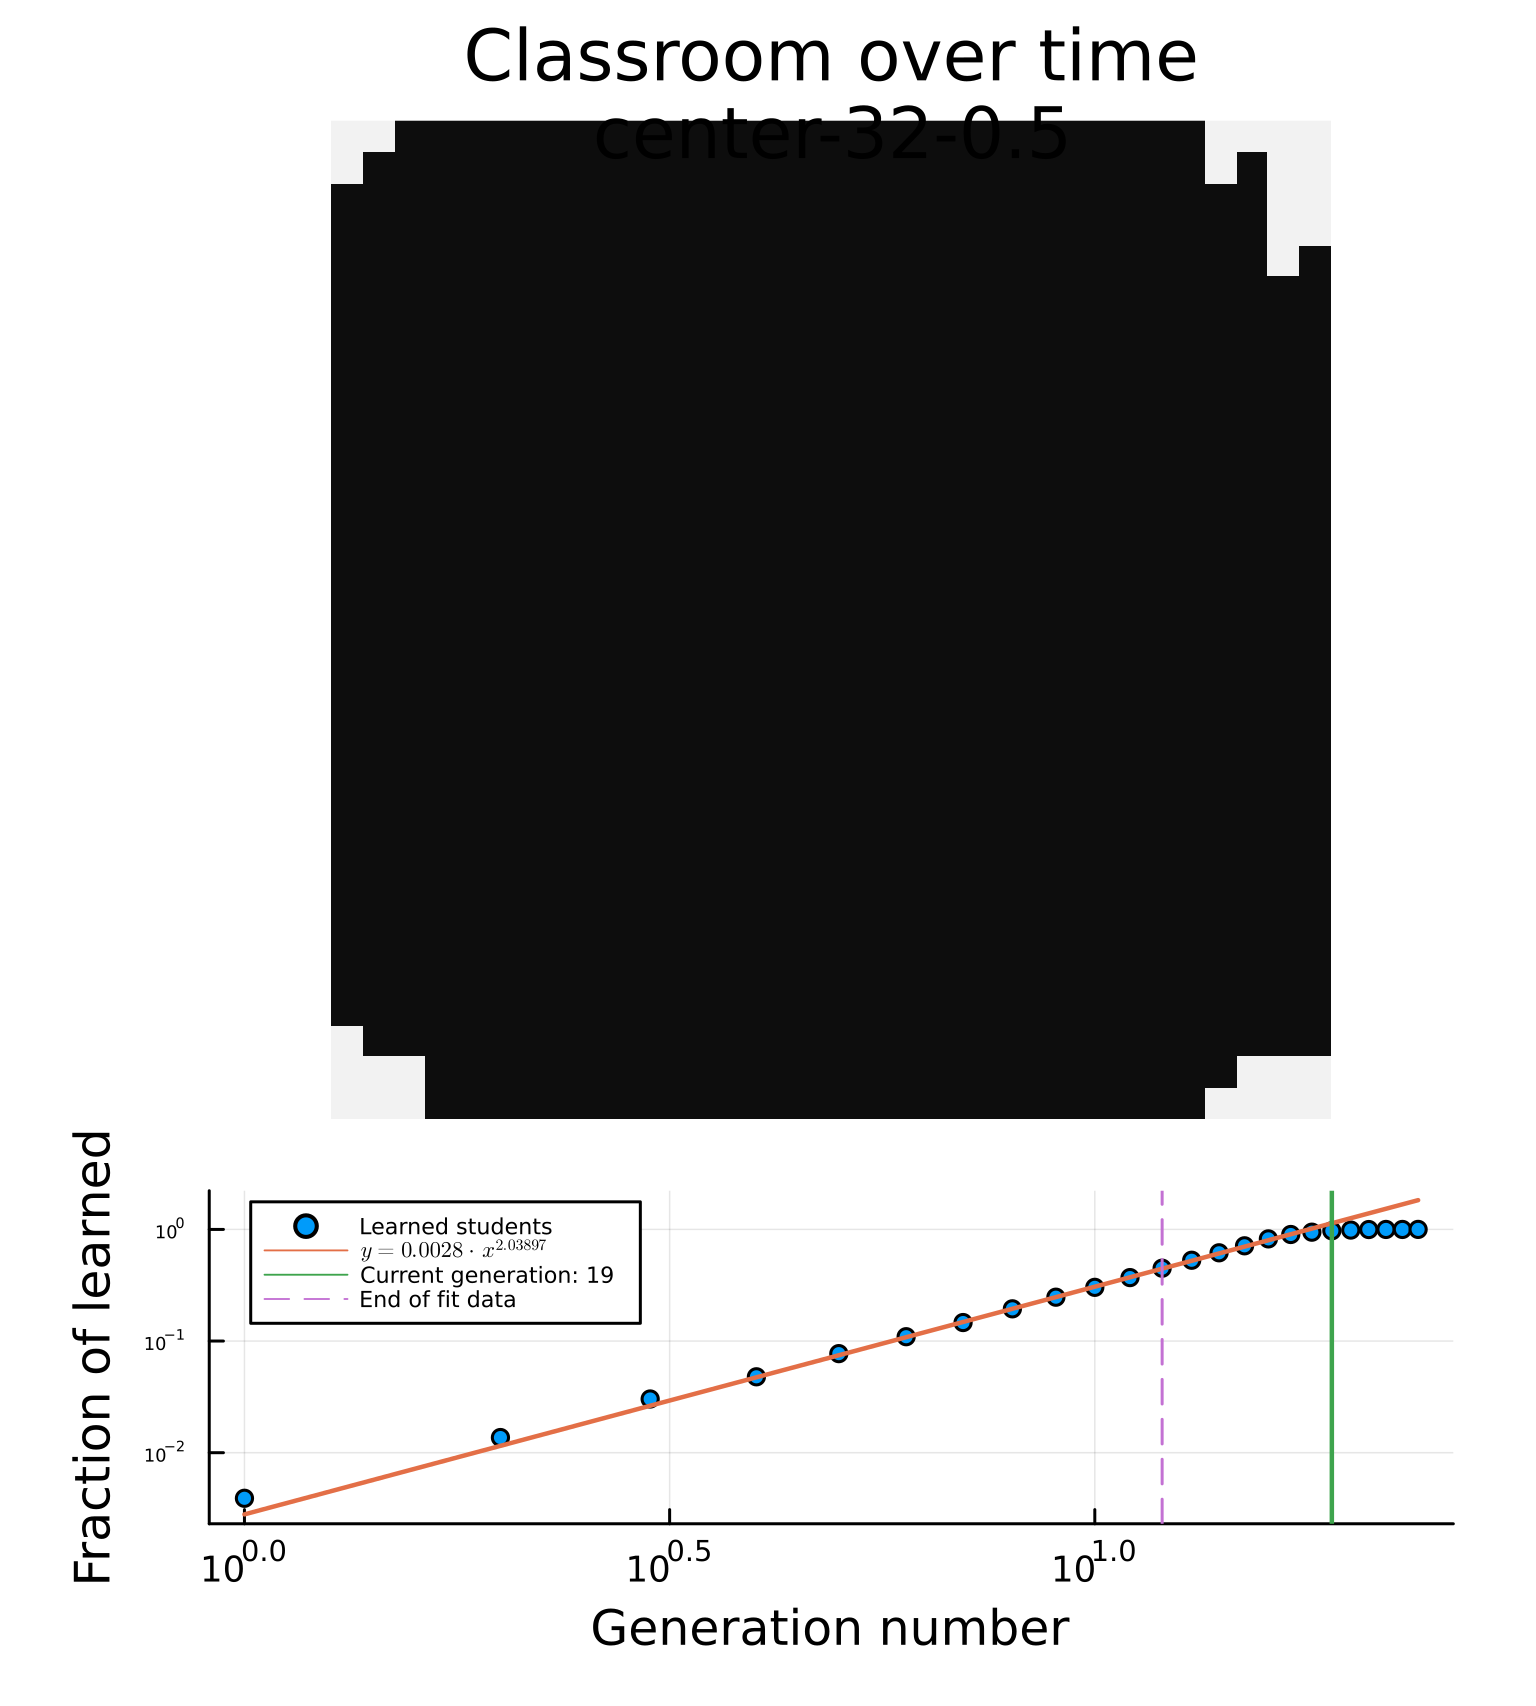 Classroom over time
center-32-0.5
Fraction of learned
10⁰
10⁻¹
10⁻²
Learned students
y = 0.0028 · x^2.03897
Current generation: 19
End of fit data
10^0.0
10^0.5
10^1.0
Generation number